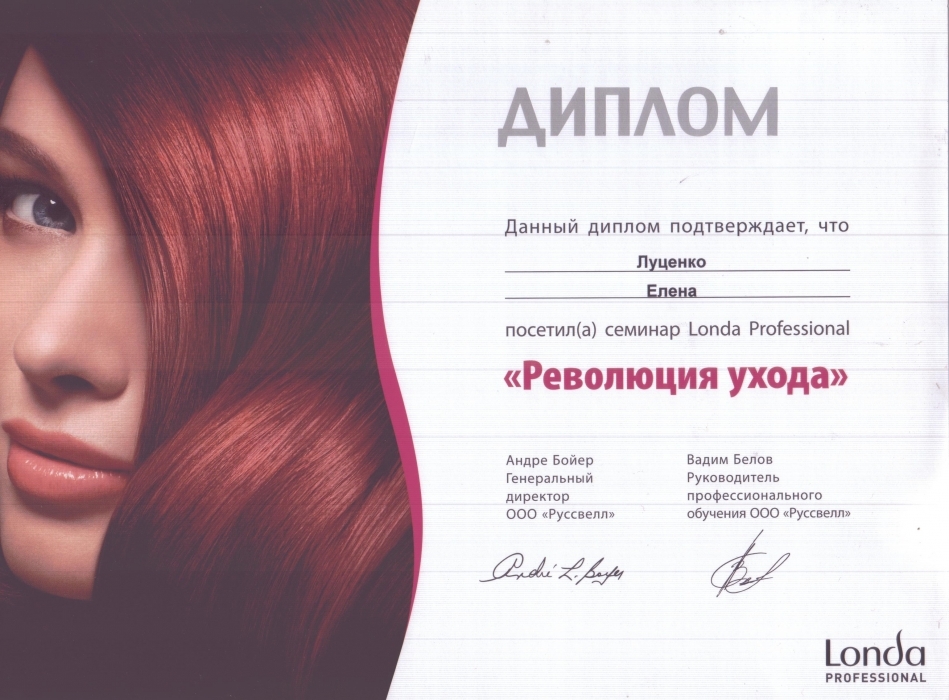 ДИПЛОМ
Данный диплом подтверждает, что
Луценко
Елена
посетил(а) семинар Londa Professional
«Революция ухода»
Андре Бойер
Генеральный
директор
ООО «Руссвелл»
Вадим Белов
Руководитель
профессионального
обучения ООО «Руссвелл»
André L. Boyer
Londa
PROFESSIONAL